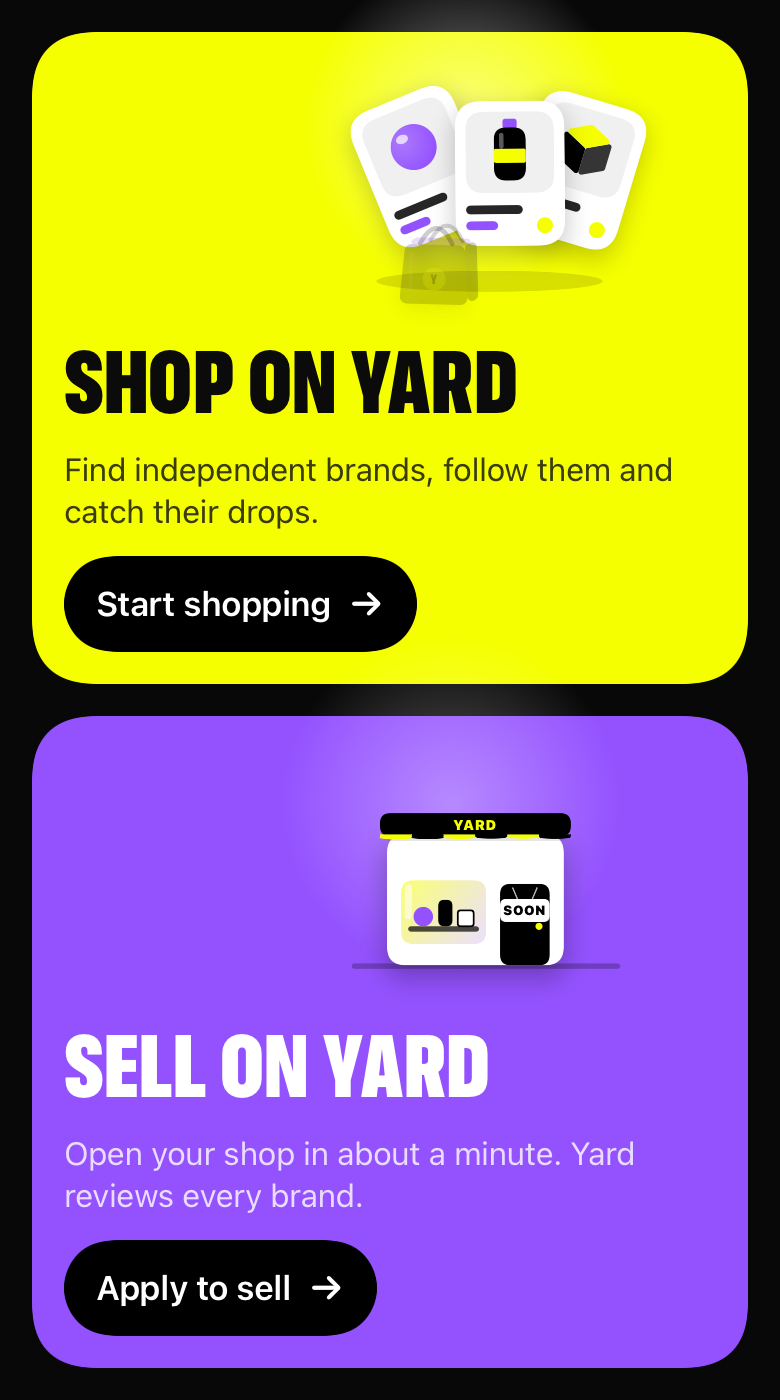 Y
SHOP ON YARD
Find independent brands, follow them and
catch their drops.
Start shopping →
YARD
SOON
SELL ON YARD
Open your shop in about a minute. Yard
reviews every brand.
Apply to sell →